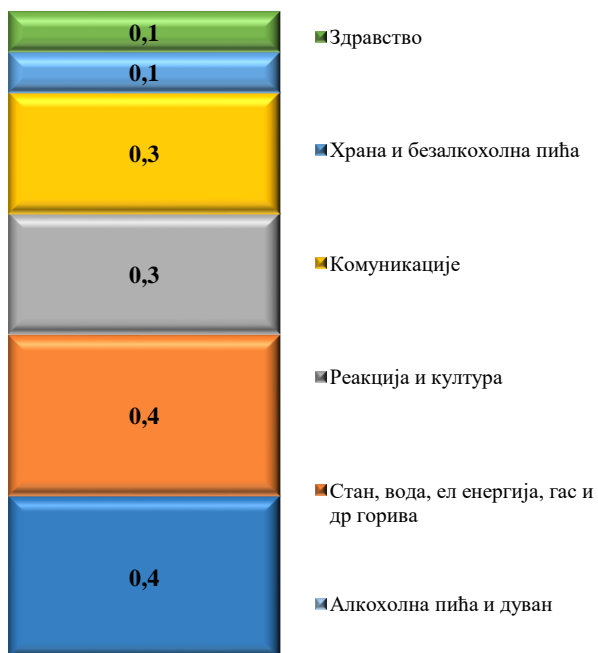 0,1
Здравство
0,1
0,3
Храна и безалкохолна пића
Комуникације
0,3
Реакција и култура
0,4
Стан, вода, ел енергија, гас и
др горива
0,4
Алкохолна пића и дуван